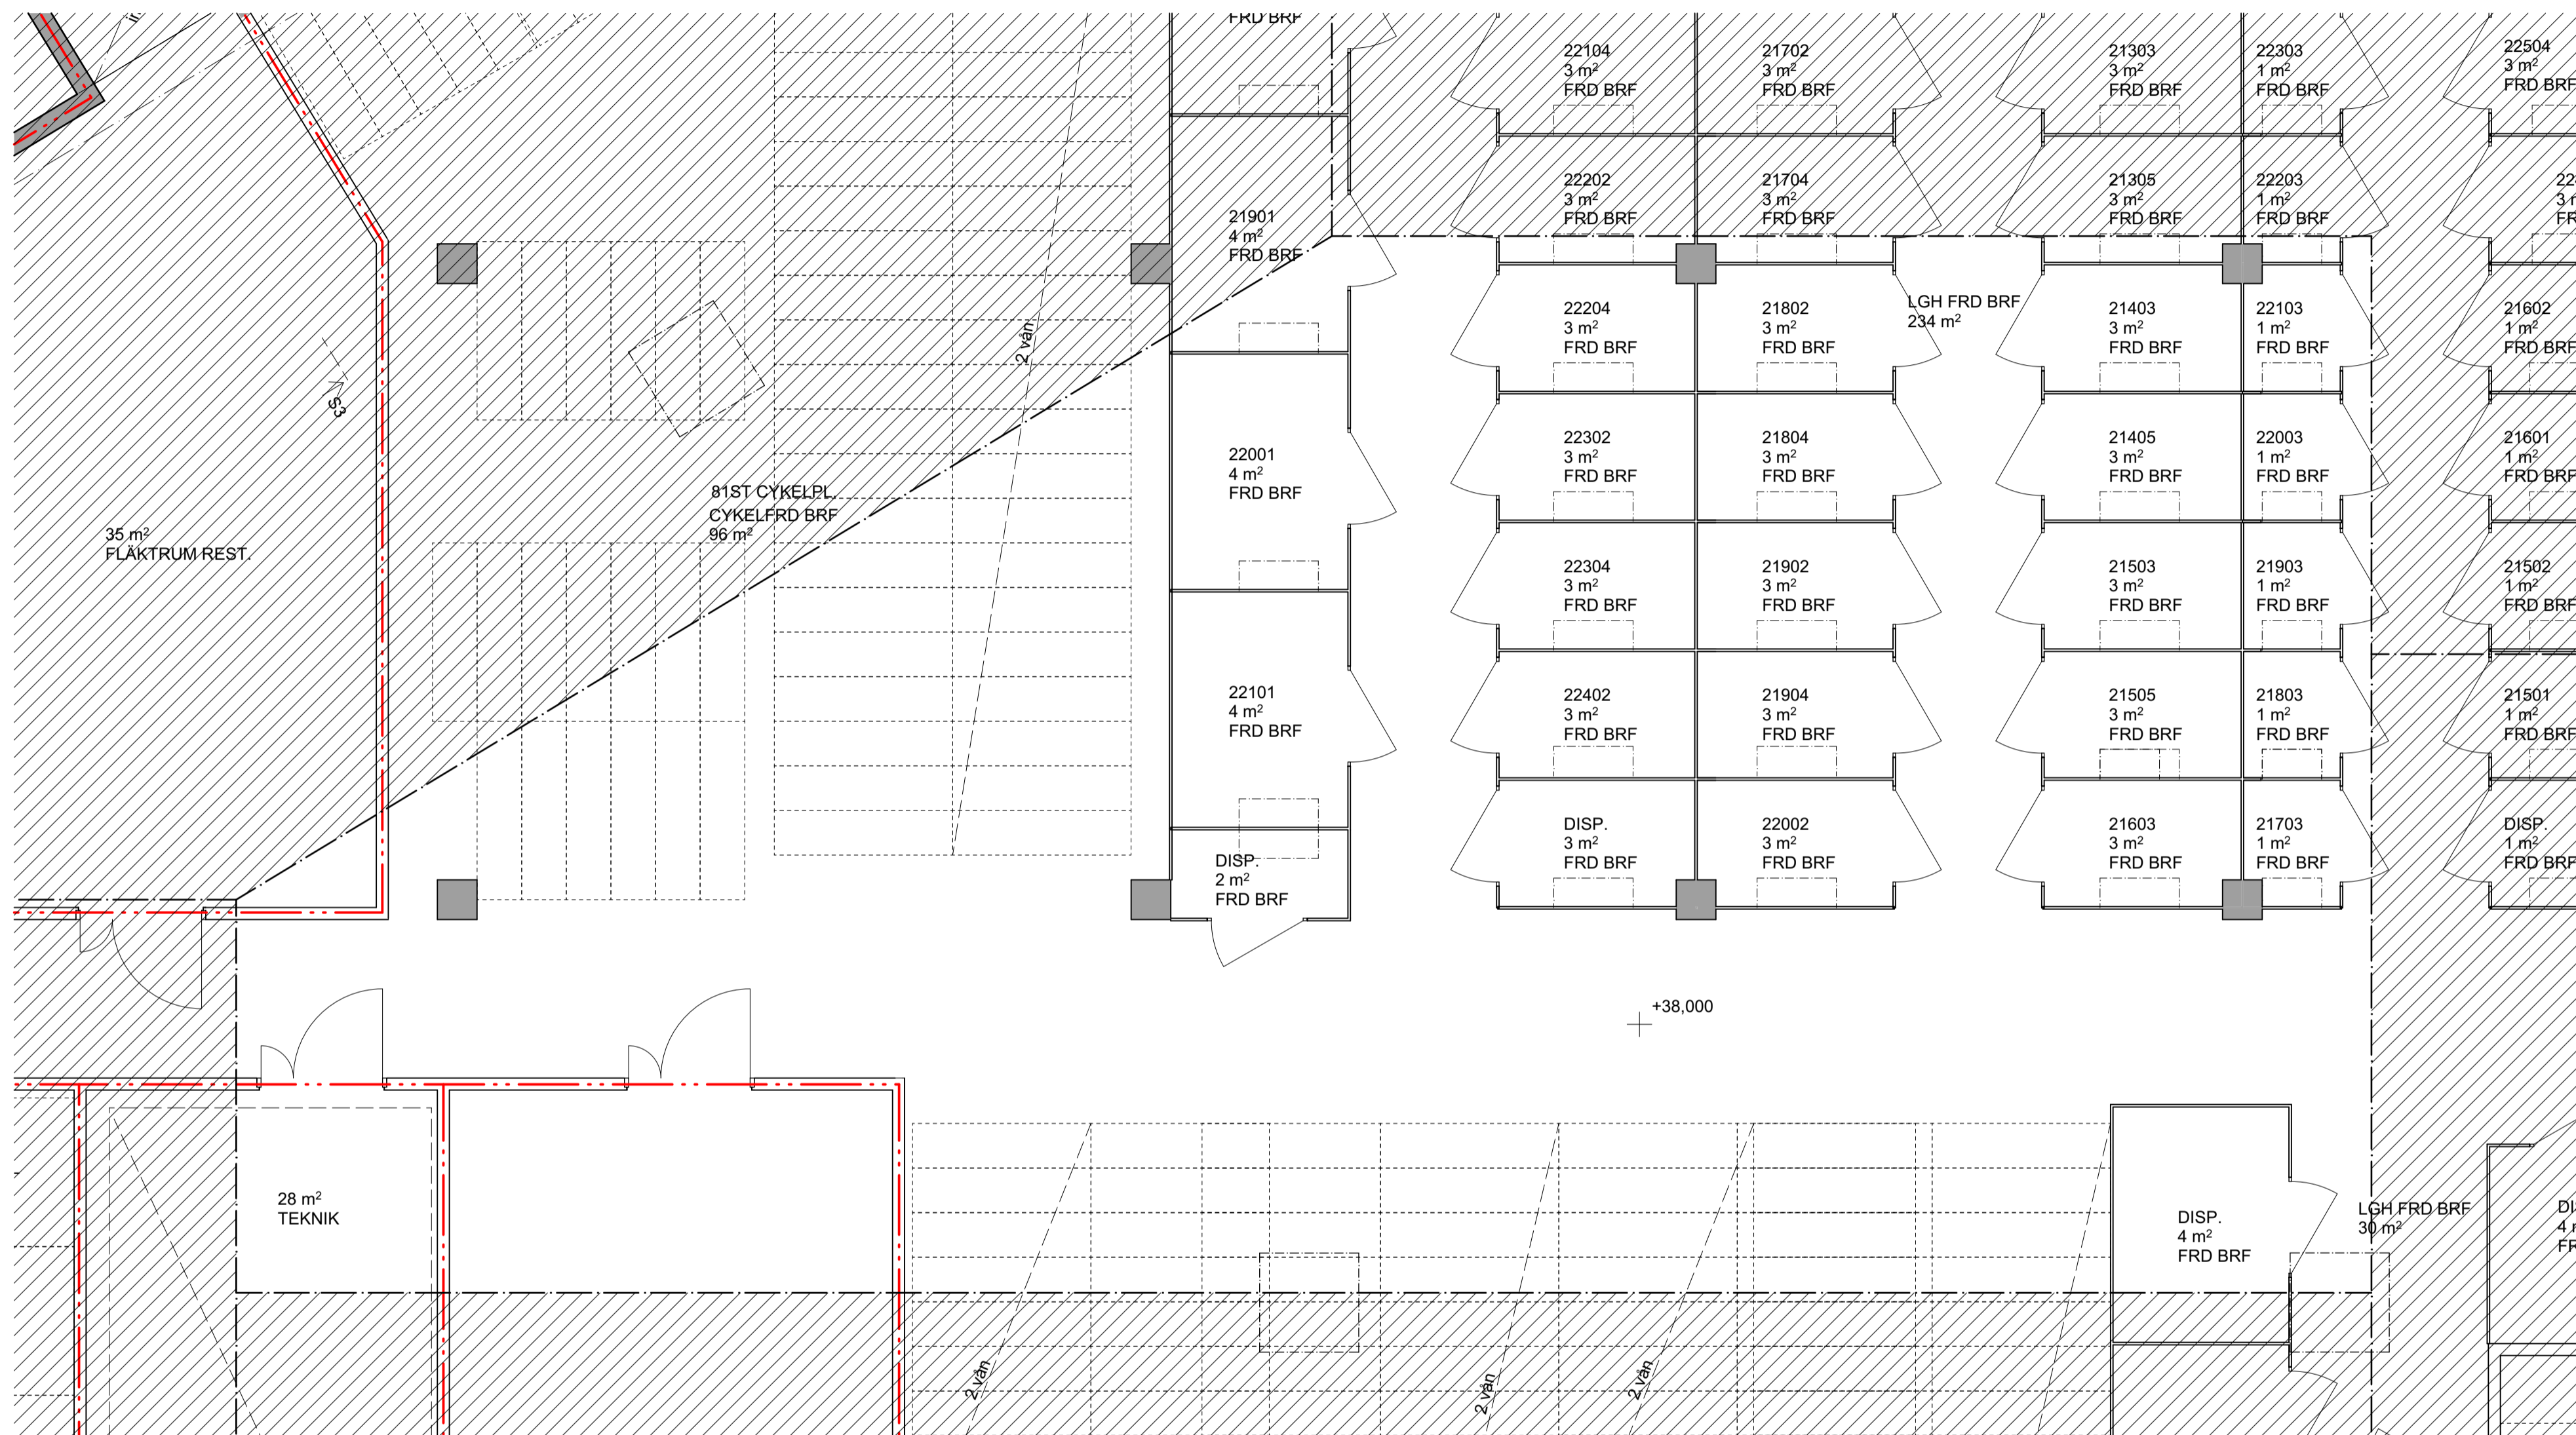 FRD BRF
22104
3 m²
FRD BRF
21702
3 m²
FRD BRF
21303
3 m²
FRD BRF
22303
1 m²
FRD BRF
22504
3 m²
FRD BRF
21901
4 m²
FRD BRF
22202
3 m²
FRD BRF
21704
3 m²
FRD BRF
21305
3 m²
FRD BRF
22203
1 m²
FRD BRF
2 vån
S3
22204
3 m²
FRD BRF
21802
3 m²
FRD BRF
LGH FRD BRF
234 m²
21403
3 m²
FRD BRF
22103
1 m²
FRD BRF
21602
1 m²
FRD BRF
22001
4 m²
FRD BRF
22302
3 m²
FRD BRF
21804
3 m²
FRD BRF
21405
3 m²
FRD BRF
22003
1 m²
FRD BRF
21601
1 m²
FRD BRF
35 m²
FLÄKTRUM REST.
81ST CYKELPL.
CYKELFRD BRF
96 m²
22304
3 m²
FRD BRF
21902
3 m²
FRD BRF
21503
3 m²
FRD BRF
21903
1 m²
FRD BRF
21502
1 m²
FRD BRF
22101
4 m²
FRD BRF
22402
3 m²
FRD BRF
21904
3 m²
FRD BRF
21505
3 m²
FRD BRF
21803
1 m²
FRD BRF
21501
1 m²
FRD BRF
DISP.
2 m²
FRD BRF
DISP.
3 m²
FRD BRF
22002
3 m²
FRD BRF
21603
3 m²
FRD BRF
21703
1 m²
FRD BRF
DISP.
1 m²
FRD BRF
+38,000
28 m²
TEKNIK
DISP.
4 m²
FRD BRF
LGH FRD BRF
30 m²
2 vån
2 vån
2 vån